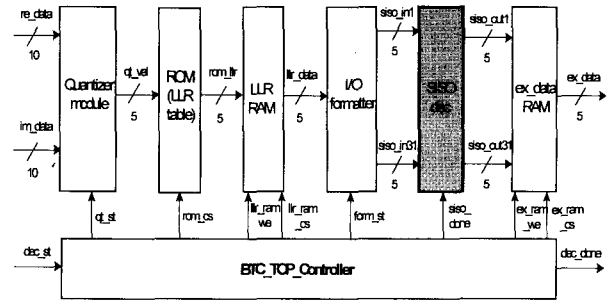 re_data
10
im_data
10
Quantizer
module
qt_val
5
ROM
(LLR
table)
rom_llr
5
LLR
RAM
llr_data
5
I/O
formatter
siso_in1
5
siso_in31
5
SISO
dec
siso_out1
5
siso_out31
5
ex_data
RAM
ex_data
5
qt_st
rom_cs
llr_ram_
we
llr_ram
_cs
form_st
siso_
done
ex_ram
_we
ex_ram
_cs
dec_st
BTC_TOP_Controller
dec_done